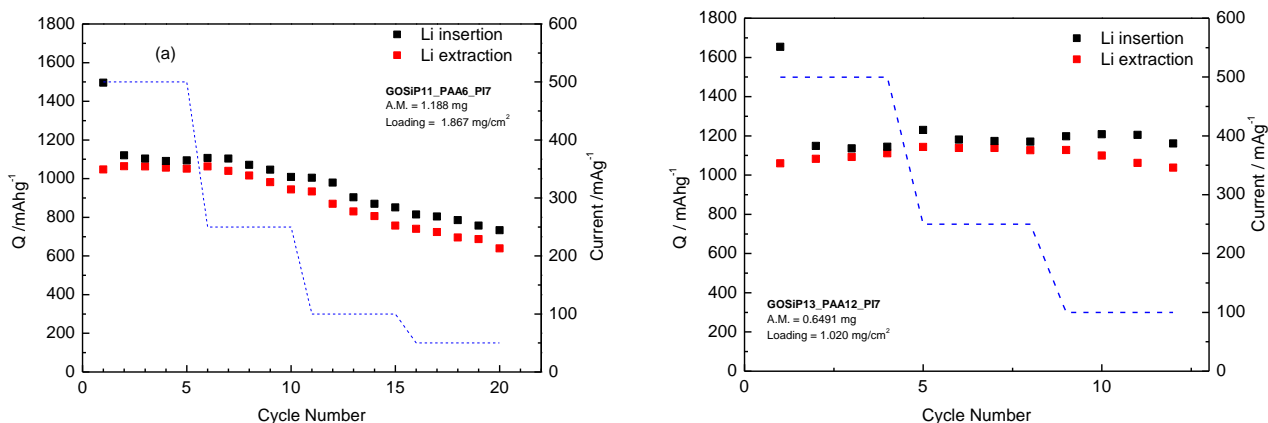 1800
1600
1400
1200
1000
800
600
400
200
0
Q /mAhg⁻¹
0
5
10
15
20
Cycle Number
600
500
400
300
200
100
0
Current /mAg⁻¹
(a)
Li insertion
Li extraction
GOSiP11_PAA6_PI7
A.M. = 1.188 mg
Loading = 1.867 mg/cm²
1800
1600
1400
1200
1000
800
600
400
200
0
Q /mAhg⁻¹
0
5
10
Cycle Number
600
500
400
300
200
100
0
Current /mAg⁻¹
Li insertion
Li extraction
GOSiP13_PAA12_PI7
A.M. = 0.6491 mg
Loading = 1.020 mg/cm²